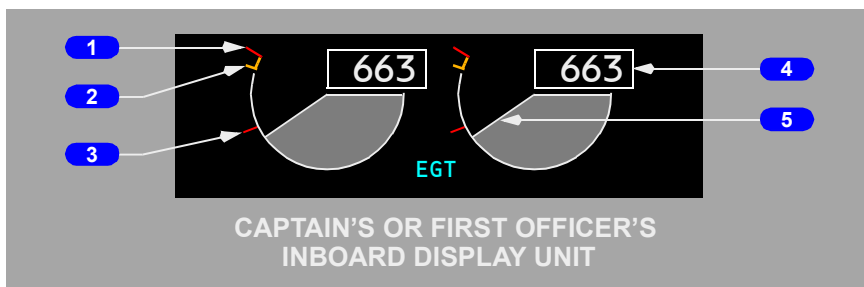 1
663
663
4
2
5
3
EGT
CAPTAIN'S OR FIRST OFFICER'S
INBOARD DISPLAY UNIT